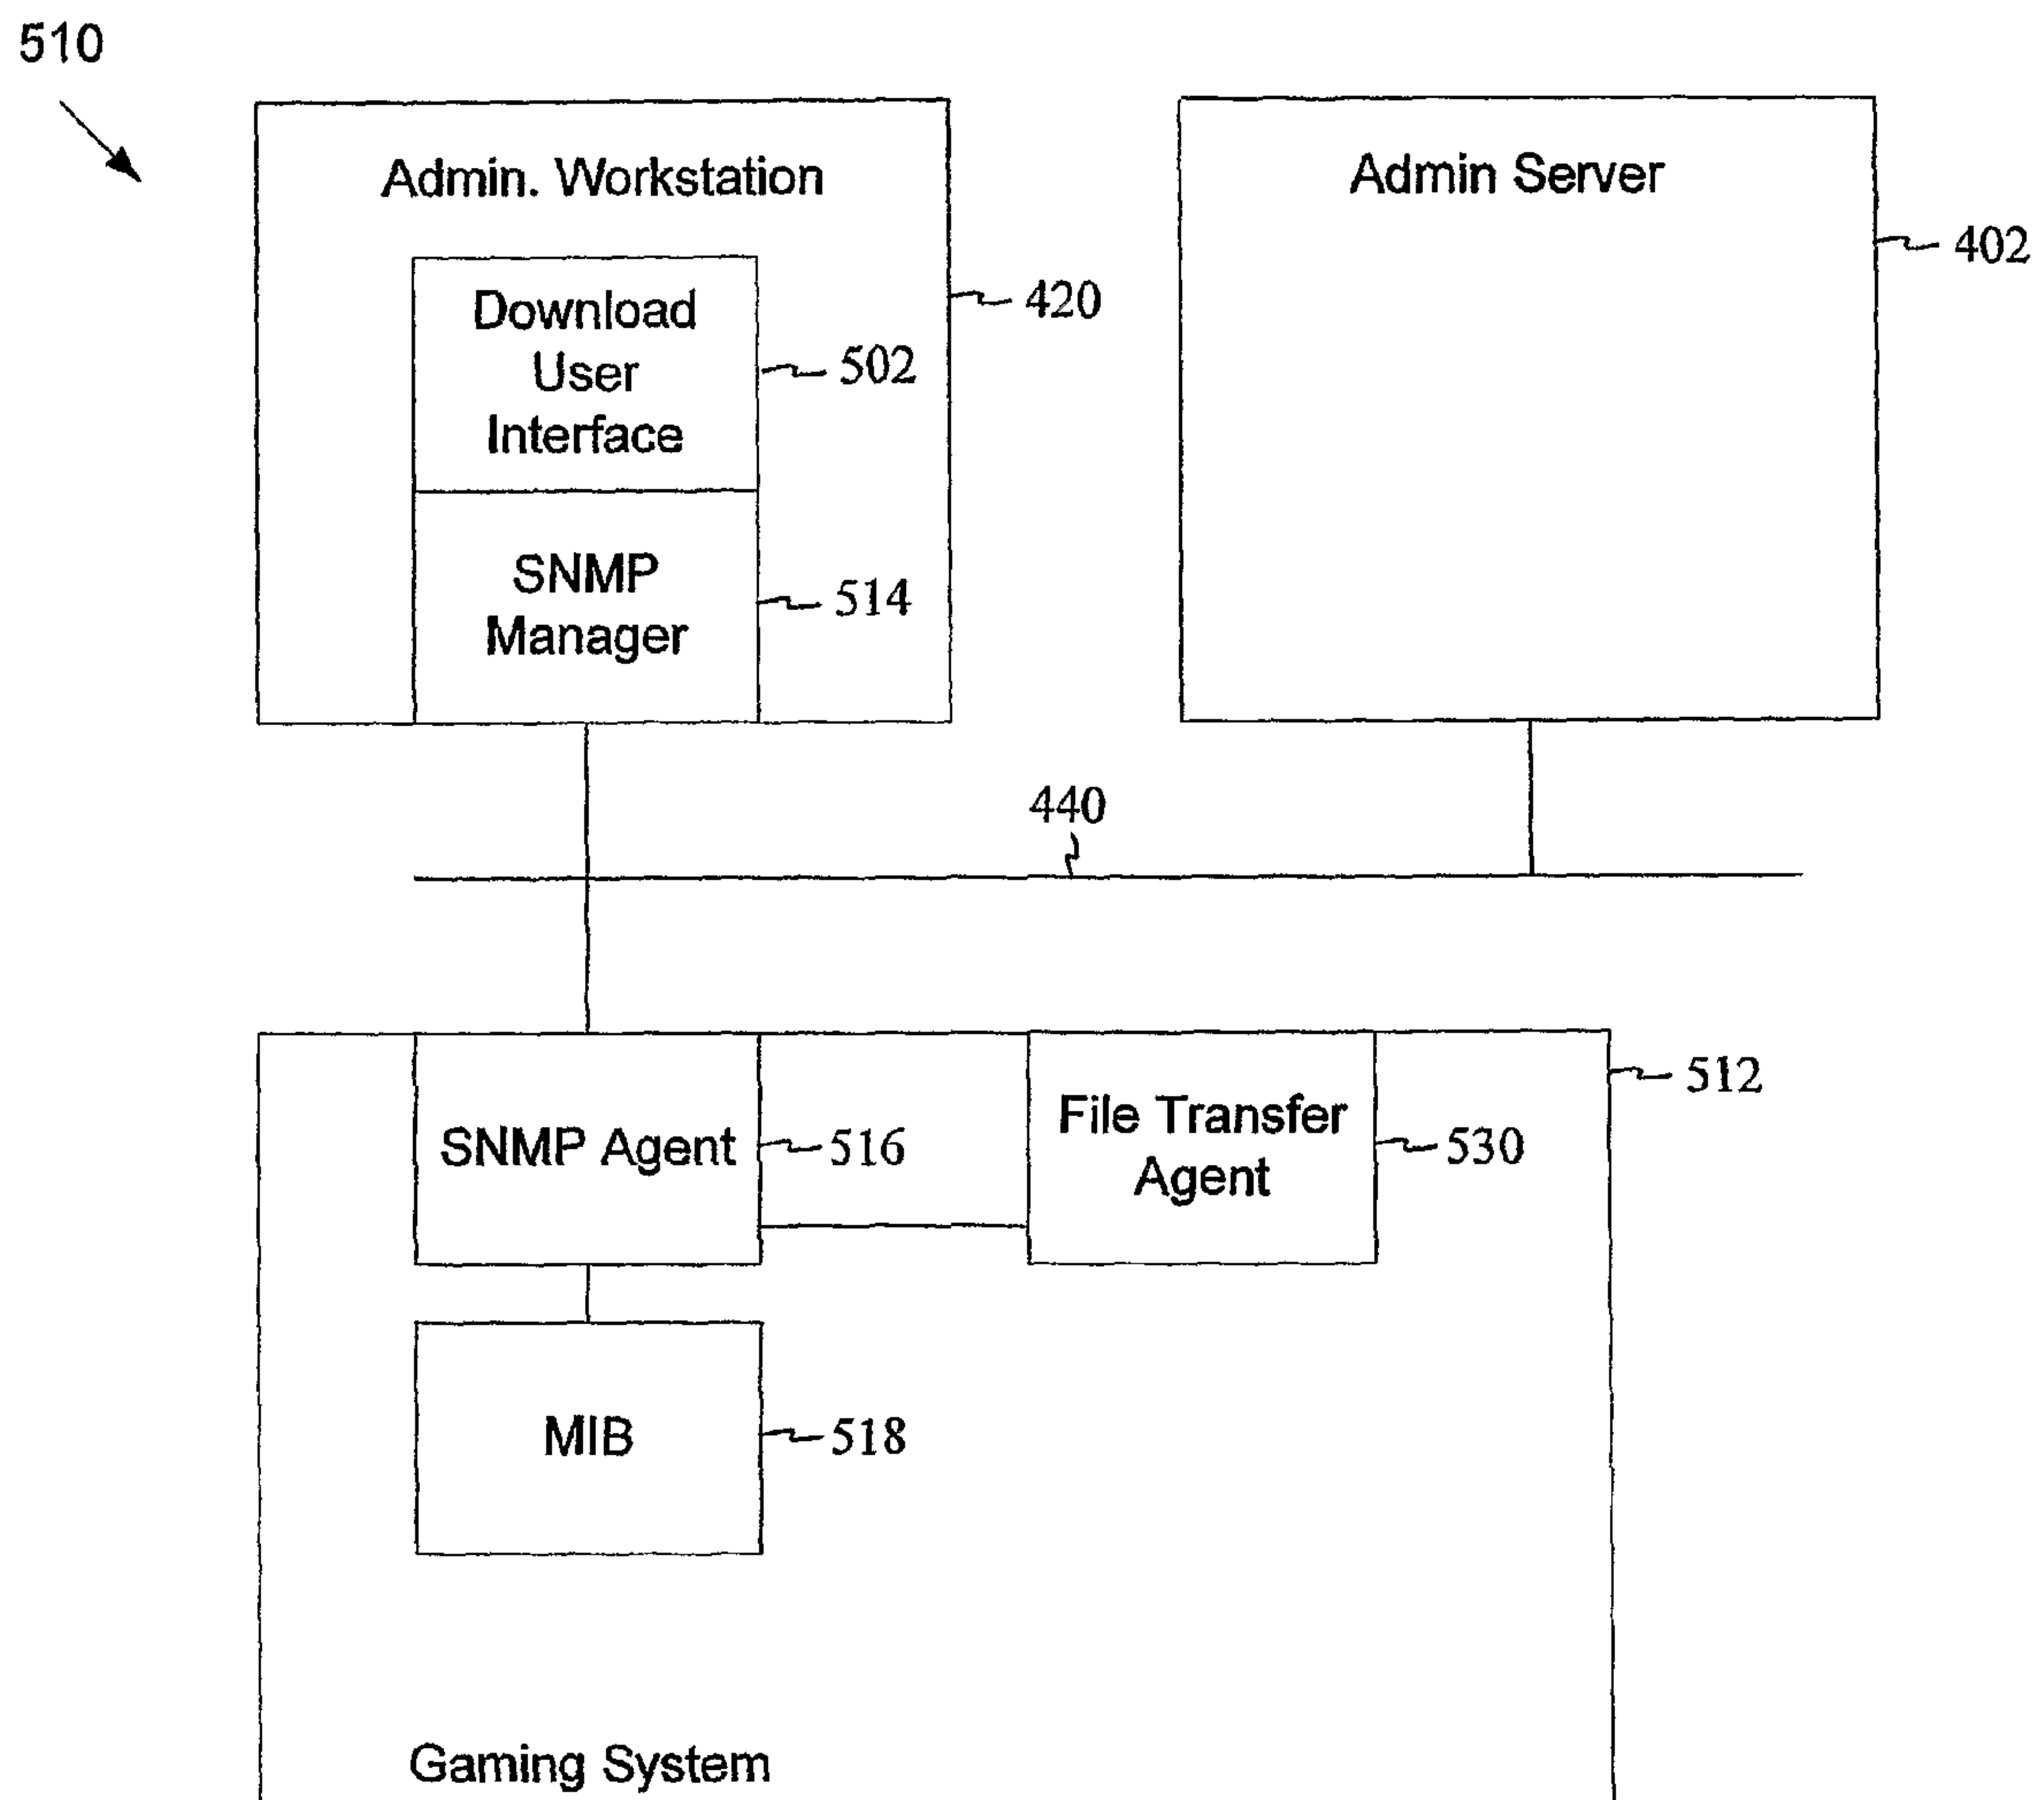 510
Admin. Workstation
Admin Server
402
420
Download
User
Interface
502
SNMP
Manager
514
440
512
SNMP Agent
516
File Transfer
Agent
530
MIB
518
Gaming System